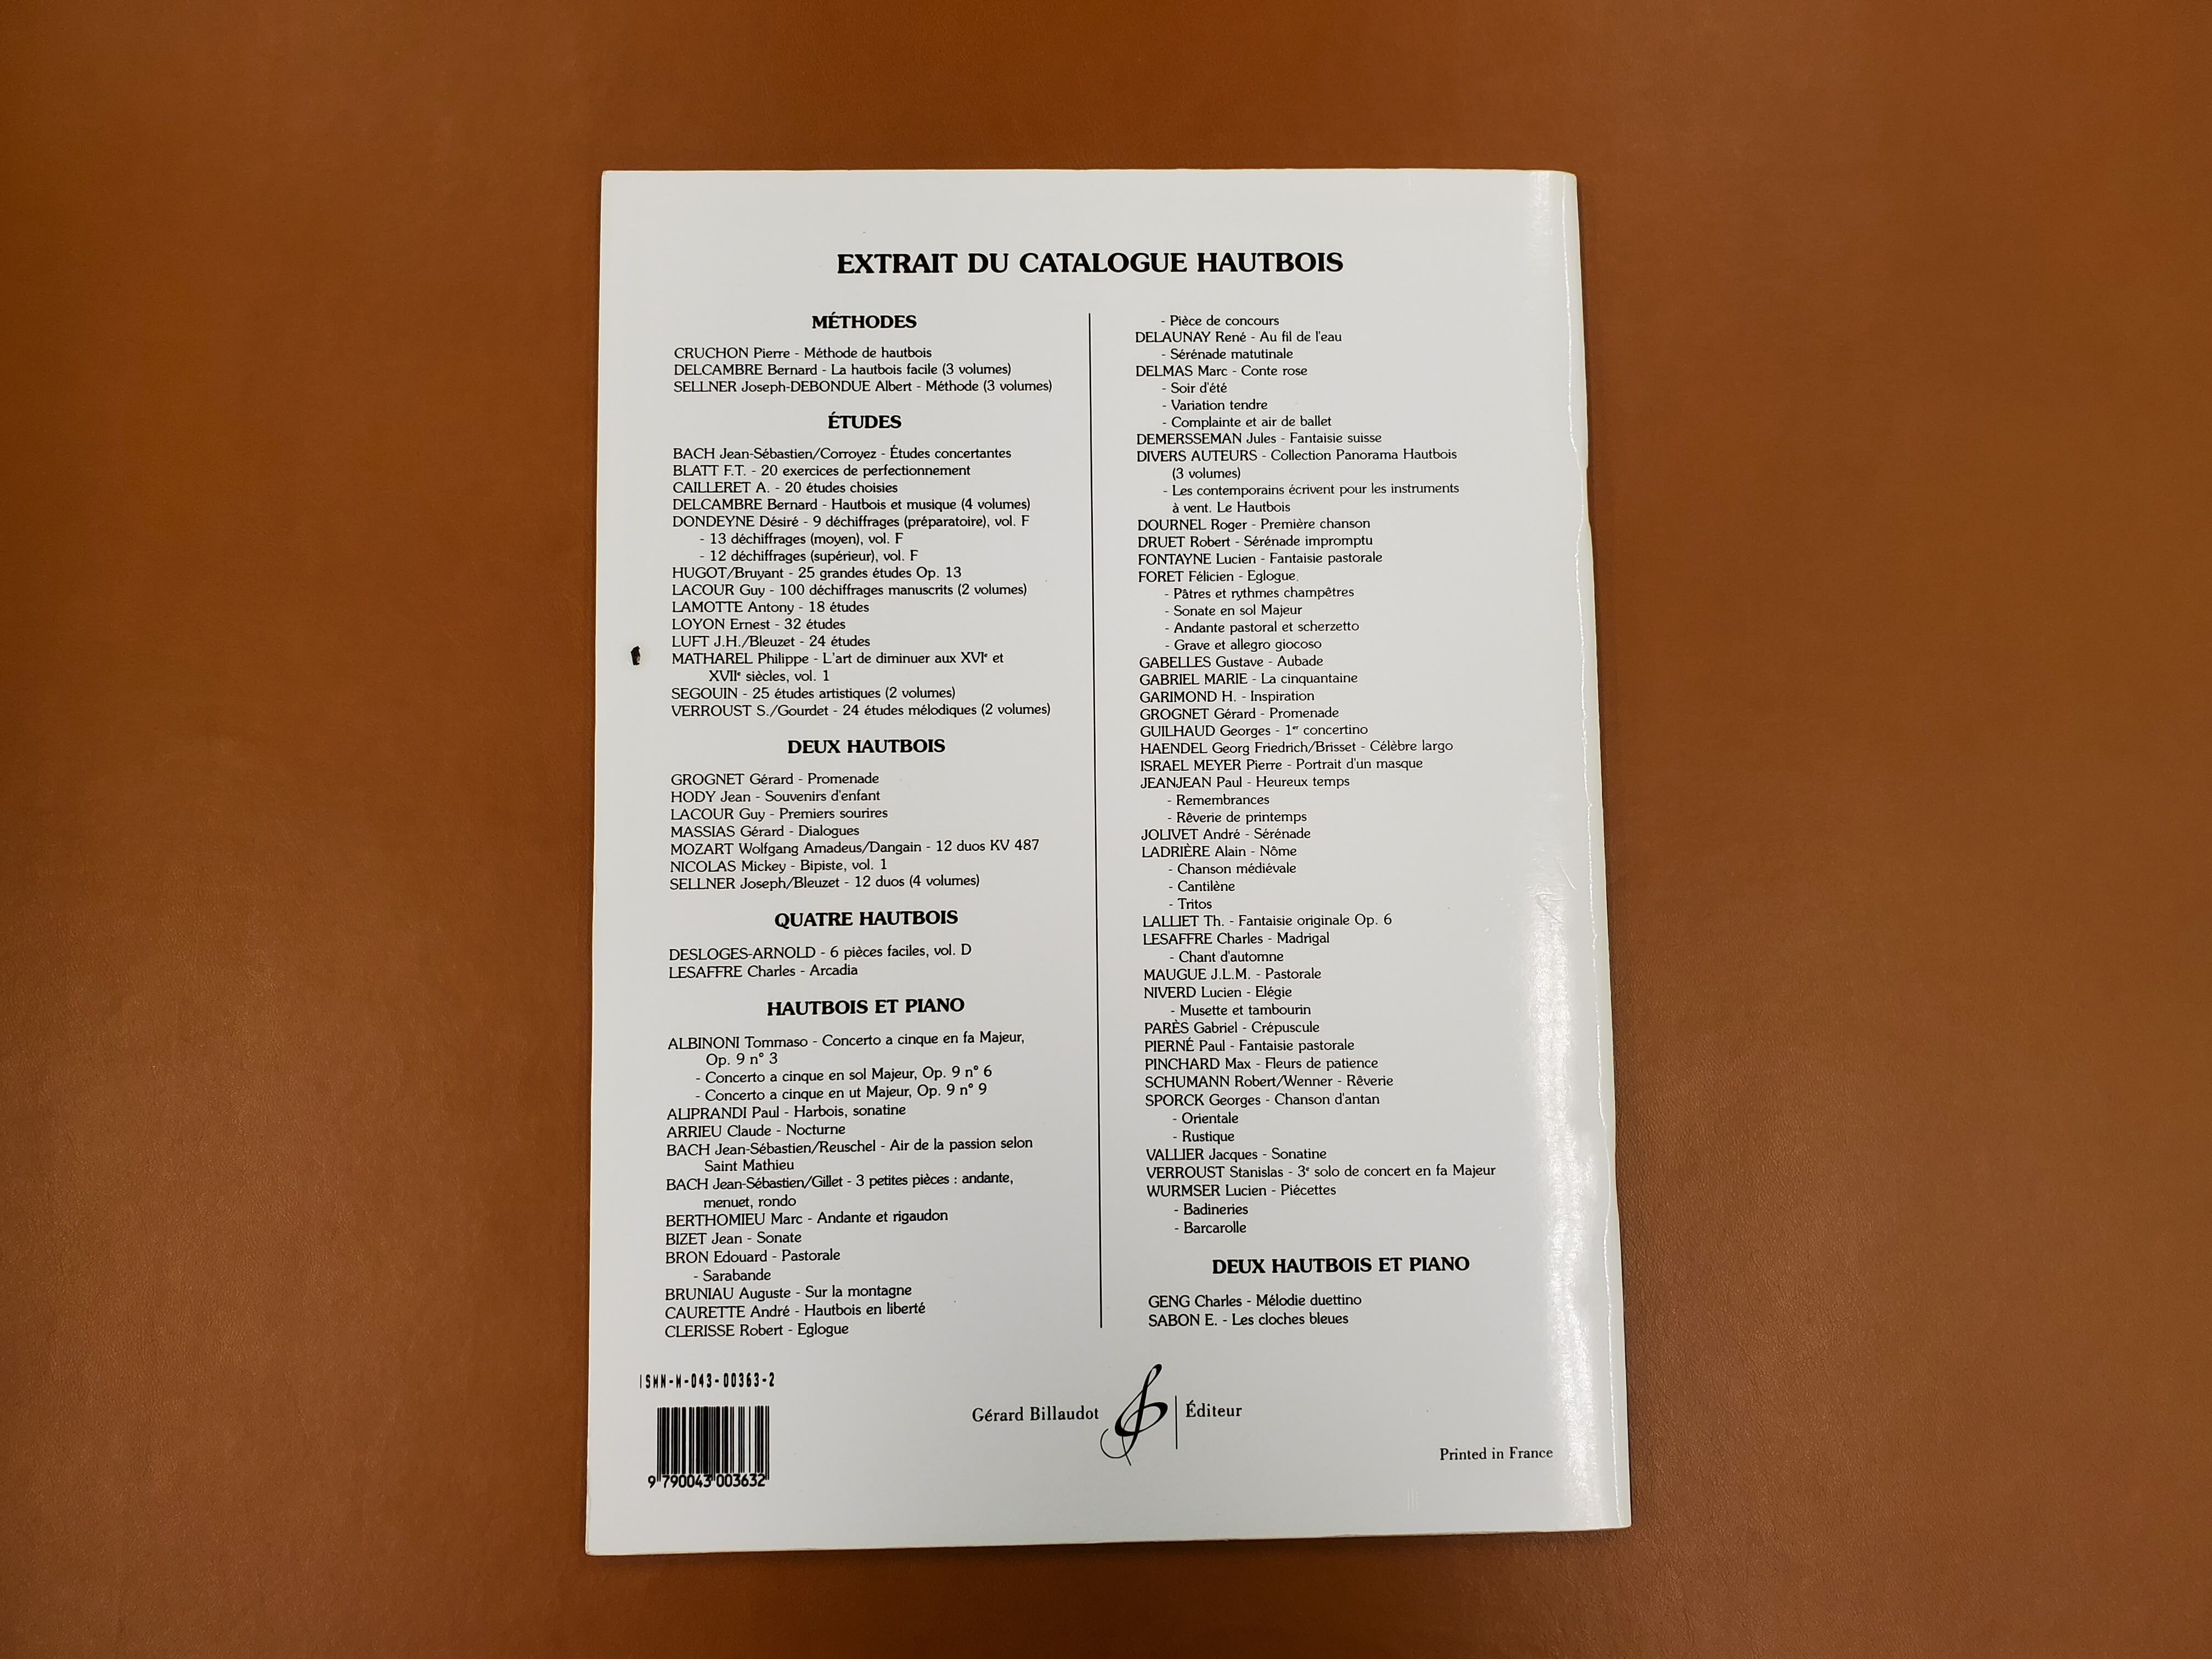 EXTRAIT DU CATALOGUE HAUTBOIS
MÉTHODES
CRUCHON Pierre - Méthode de hautbois
DELCAMBRE Bernard - La hautbois facile (3 volumes)
SELLNER Joseph-DEBONDUE Albert - Méthode (3 volumes)
ÉTUDES
BACH Jean-Sébastien/Corroyez - Études concertantes
BLATT F.T. - 20 exercices de perfectionnement
CAILLERET A. - 20 études choisies
DELCAMBRE Bernard - Hautbois et musique (4 volumes)
DONDEYNE Désiré - 9 déchiffrages (préparatoire), vol. F
- 13 déchiffrages (moyen), vol. F
- 12 déchiffrages (supérieur), vol. F
HUGOT/Bruyant - 25 grandes études Op. 13
LACOUR Guy - 100 déchiffrages manuscrits (2 volumes)
LAMOTTE Antony - 18 études
LOYON Ernest - 32 études
LUFT J.H./Bleuzet - 24 études
MATHAREL Philippe - L'art de diminuer aux XVIe et
XVIIe siècles, vol. 1
SEGOUIN - 25 études artistiques (2 volumes)
VERROUST S./Gourdet - 24 études mélodiques (2 volumes)
DEUX HAUTBOIS
GROGNET Gérard - Promenade
HODY Jean - Souvenirs d'enfant
LACOUR Guy - Premiers sourires
MASSIAS Gérard - Dialogues
MOZART Wolfgang Amadeus/Dangain - 12 duos KV 487
NICOLAS Mickey - Bipiste, vol. 1
SELLNER Joseph/Bleuzet - 12 duos (4 volumes)
QUATRE HAUTBOIS
DESLOGES-ARNOLD - 6 pièces faciles, vol. D
LESAFFRE Charles - Arcadia
HAUTBOIS ET PIANO
ALBINONI Tommaso - Concerto a cinque en fa Majeur,
Op. 9 n° 3
- Concerto a cinque en sol Majeur, Op. 9 n° 6
- Concerto a cinque en ut Majeur, Op. 9 n° 9
ALIPRANDI Paul - Harbois, sonatine
ARRIEU Claude - Nocturne
BACH Jean-Sébastien/Reuschel - Air de la passion selon
Saint Mathieu
BACH Jean-Sébastien/Gillet - 3 petites pièces : andante,
menuet, rondo
BERTHOMIEU Marc - Andante et rigaudon
BIZET Jean - Sonate
BRON Edouard - Pastorale
- Sarabande
BRUNIAU Auguste - Sur la montagne
CAURETTE André - Hautbois en liberté
CLERISSE Robert - Eglogue
- Pièce de concours
DELAUNAY René - Au fil de l'eau
- Sérénade matutinale
DELMAS Marc - Conte rose
- Soir d'été
- Variation tendre
- Complainte et air de ballet
DEMERSSEMAN Jules - Fantaisie suisse
DIVERS AUTEURS - Collection Panorama Hautbois
(3 volumes)
- Les contemporains écrivent pour les instruments
à vent. Le Hautbois
DOURNEL Roger - Première chanson
DRUET Robert - Sérénade impromptu
FONTAYNE Lucien - Fantaisie pastorale
FORET Félicien - Eglogue
- Pâtres et rythmes champêtres
- Sonate en sol Majeur
- Andante pastoral et scherzetto
- Grave et allegro giocoso
GABELLES Gustave - Aubade
GABRIEL MARIE - La cinquantaine
GARIMOND H. - Inspiration
GROGNET Gérard - Promenade
GUILHAUD Georges - 1er concertino
HAENDEL Georg Friedrich/Brisset - Célèbre largo
ISRAEL MEYER Pierre - Portrait d'un masque
JEANJEAN Paul - Heureux temps
- Remembrances
- Rêverie de printemps
JOLIVET André - Sérénade
LADRIÈRE Alain - Nôme
- Chanson médiévale
- Cantilène
- Tritos
LALLIET Th. - Fantaisie originale Op. 6
LESAFFRE Charles - Madrigal
- Chant d'automne
MAUGUE J.L.M. - Pastorale
NIVERD Lucien - Elégie
- Musette et tambourin
PARÈS Gabriel - Crépuscule
PIERNÉ Paul - Fantaisie pastorale
PINCHARD Max - Fleurs de patience
SCHUMANN Robert/Wenner - Rêverie
SPORCK Georges - Chanson d'antan
- Orientale
- Rustique
VALLIER Jacques - Sonatine
VERROUST Stanislas - 3e solo de concert en fa Majeur
WURMSER Lucien - Piécettes
- Badineries
- Barcarolle
DEUX HAUTBOIS ET PIANO
GENG Charles - Mélodie duettino
SABON E. - Les cloches bleues
ISMN-M-043-00363-2
9 790043 003632
Gérard Billaudot Éditeur
Printed in France